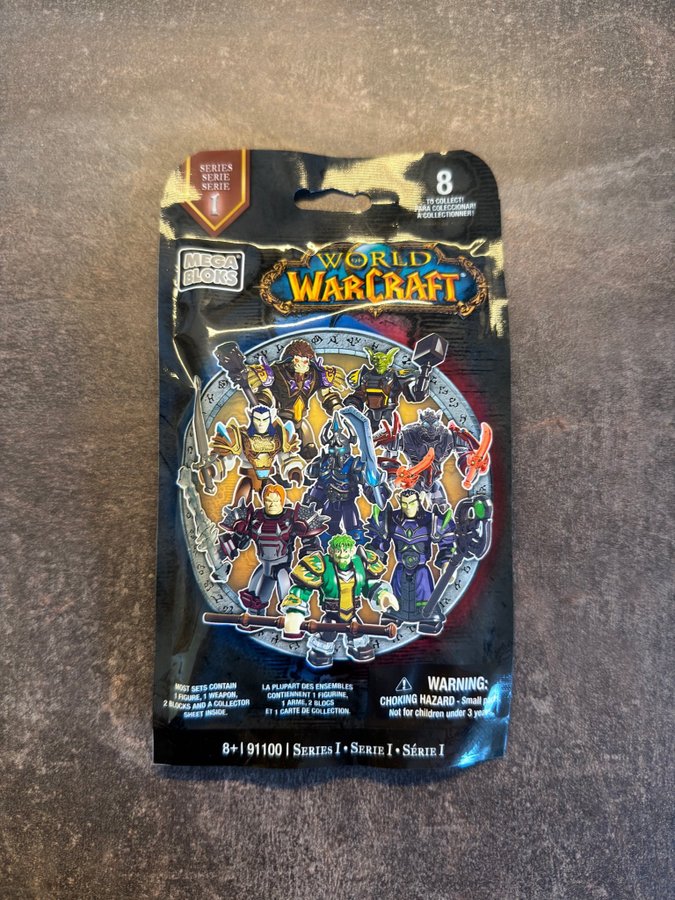 SERIES
SERIE
SERIE
1
8
TO COLLECT!
PARA COLECCIONAR!
À COLLECTIONNER!
MEGA
BLOKS
WORLD
OF
WARCRAFT
MOST SETS CONTAIN
1 FIGURE, 1 WEAPON,
2 BLOCKS AND A COLLECTOR
SHEET INSIDE.
LA PLUPART DES ENSEMBLES
CONTIENNENT 1 FIGURINE,
1 ARME, 2 BLOCS
ET 1 CARTE DE COLLECTION.
WARNING:
CHOKING HAZARD - Small
Not for children under 3
8+ | 91100 | SERIES I • SERIE I • SÉRIE I